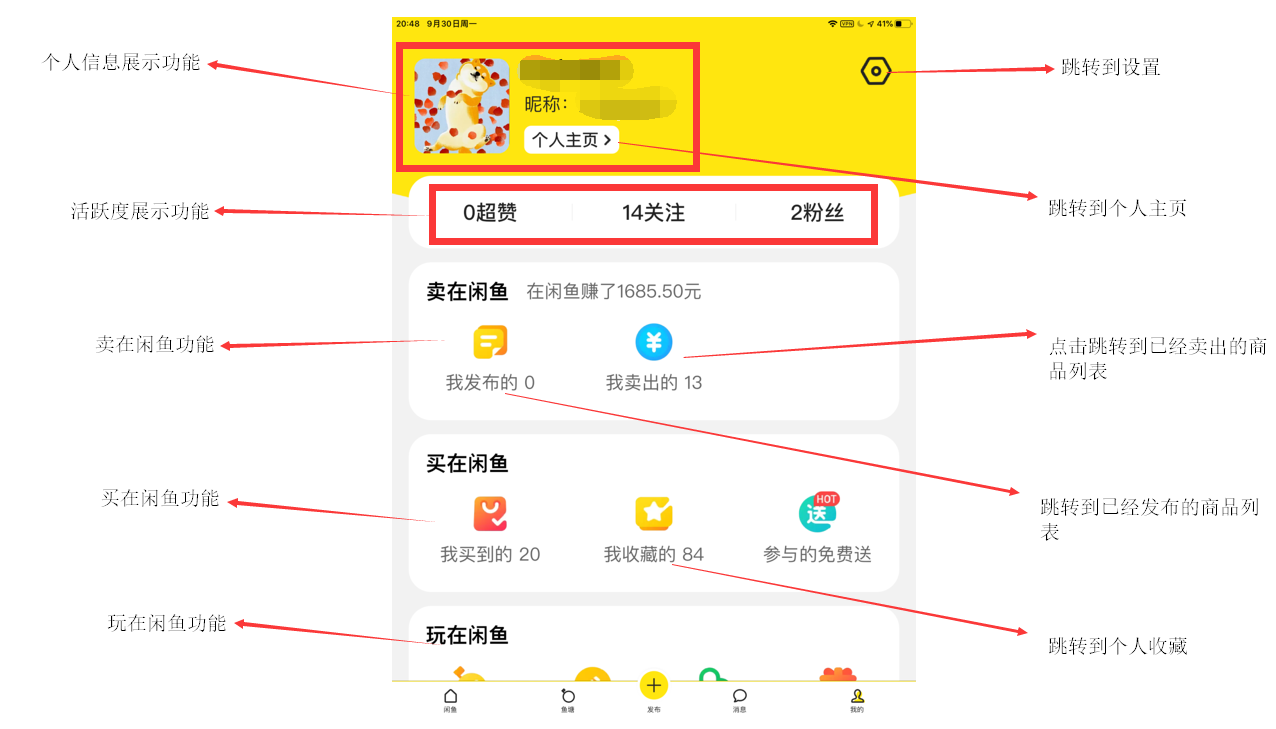 20:48 9月30日周一
VPN 41%
个人信息展示功能
跳转到设置
昵称：
个人主页
活跃度展示功能
0超赞 14关注 2粉丝
跳转到个人主页
卖在闲鱼 在闲鱼赚了1685.50元
卖在闲鱼功能
¥
点击跳转到已经卖出的商
品列表
我发布的 0 我卖出的 13
买在闲鱼
买在闲鱼功能
HOT
送
跳转到已经发布的商品列
表
我买到的 20 我收藏的 84 参与的免费送
玩在闲鱼功能
玩在闲鱼
跳转到个人收藏
闲鱼 鱼塘 发布 消息 我的